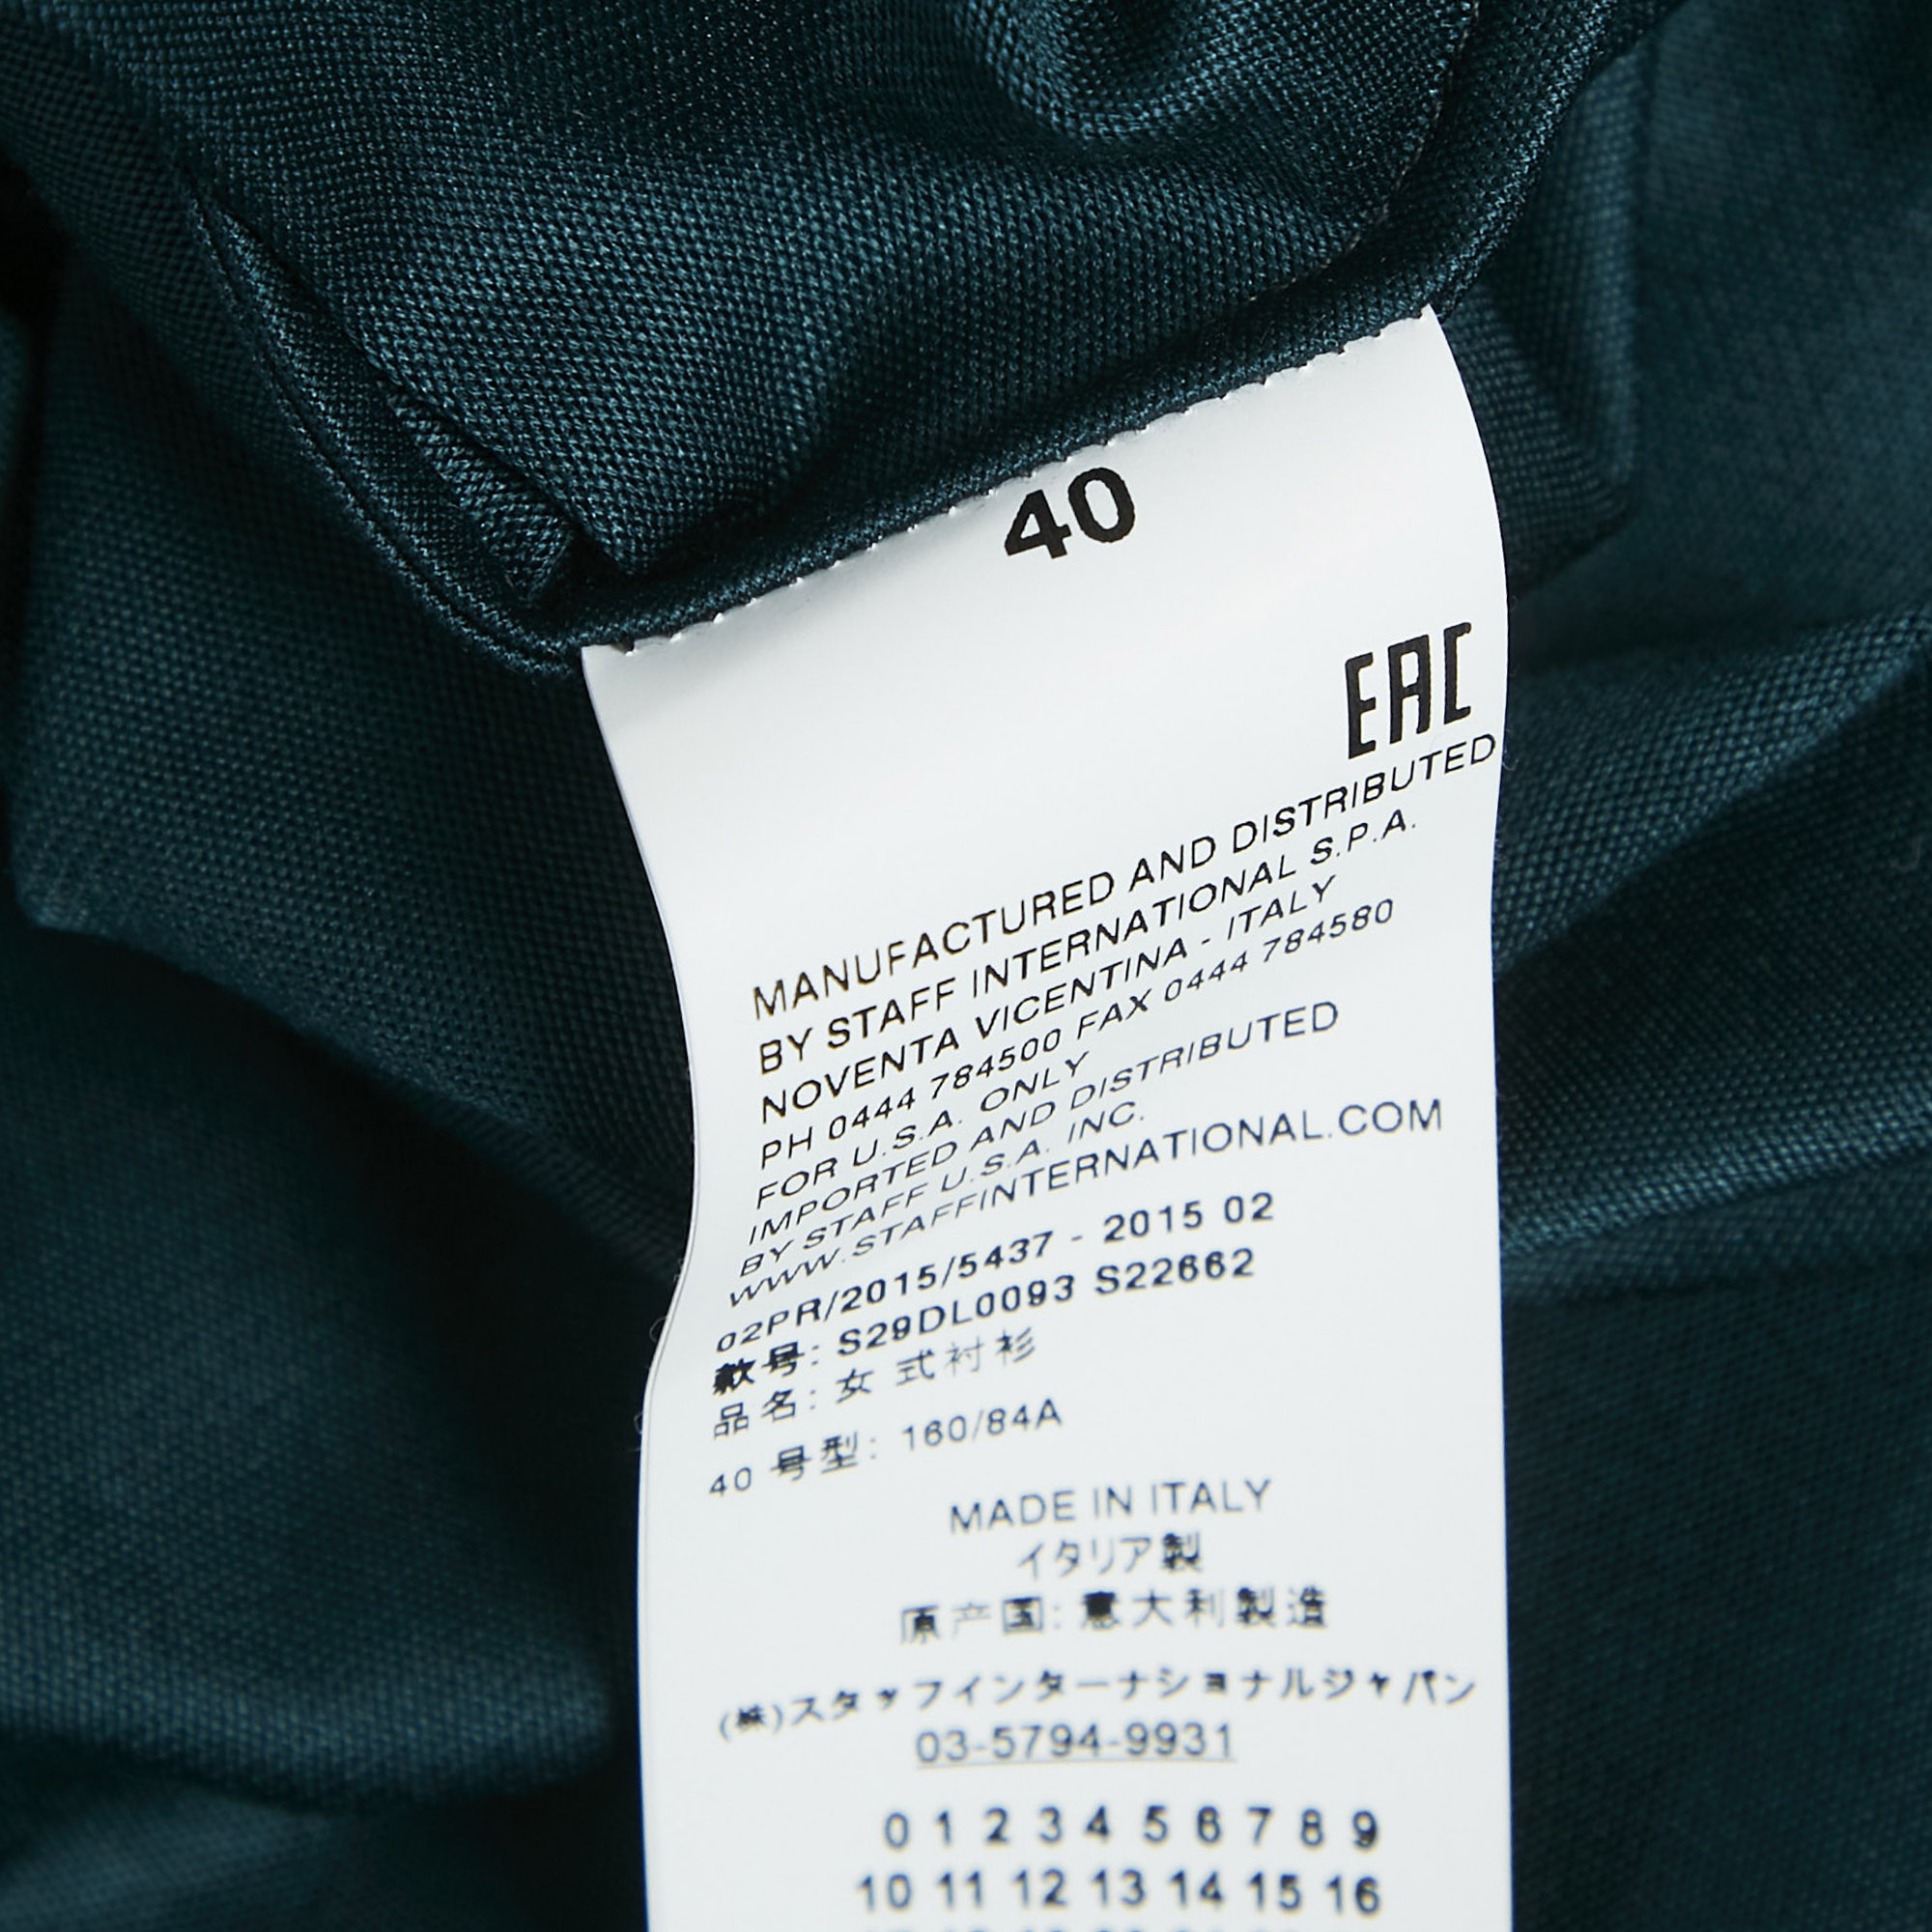 40
EAC
MANUFACTURED AND DISTRIBUTED
BY STAFF INTERNATIONAL S.P.A.
NOVENTA VICENTINA - ITALY
PH 0444 784500 FAX 0444 784580
FOR U.S.A. ONLY
IMPORTED AND DISTRIBUTED
BY STAFF U.S.A. INC.
WWW.STAFFINTERNATIONAL.COM
02PR/2015/5437 - 2015 02
款号: S29DL0093 S22662
品名: 女 式衬衫
40 号型: 160/84A
MADE IN ITALY
イタリア製
原产国: 意大利製造
(株)スタッフインターナショナルジャパン
03-5794-9931
0 1 2 3 4 5 6 7 8 9
10 11 12 13 14 15 16